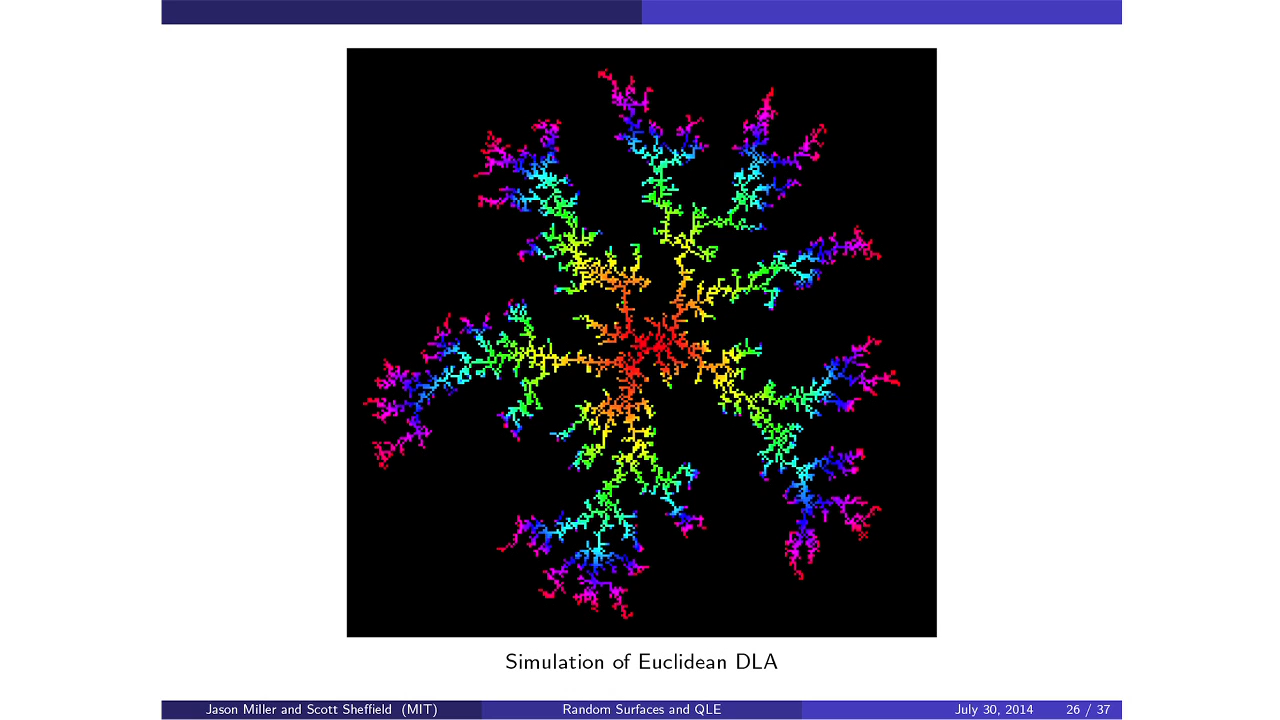 Simulation of Euclidean DLA
Jason Miller and Scott Sheffield (MIT) Random Surfaces and QLE July 30, 2014 26 / 37